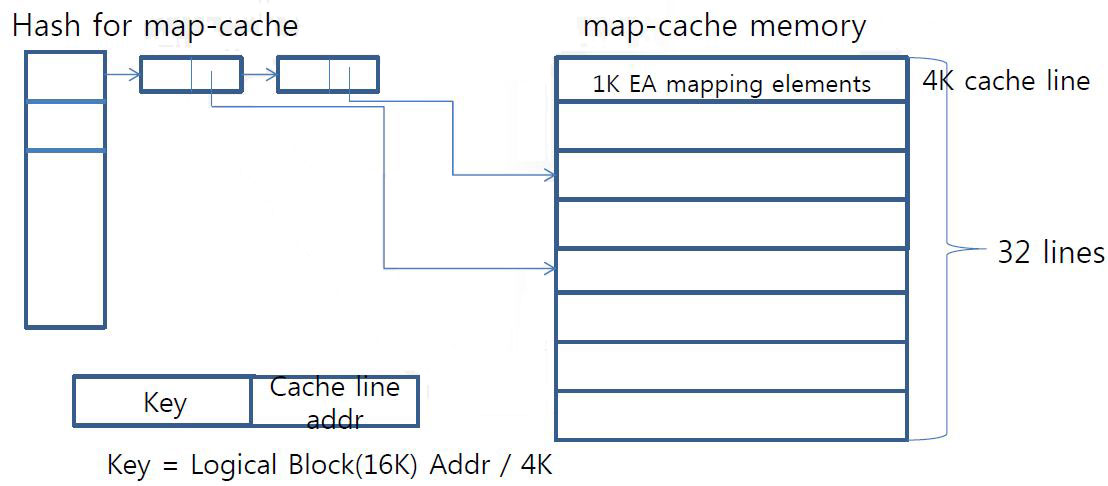 Hash for map-cache
map-cache memory
1K EA mapping elements
4K cache line
32 lines
Key
Cache line
addr
Key = Logical Block(16K) Addr / 4K